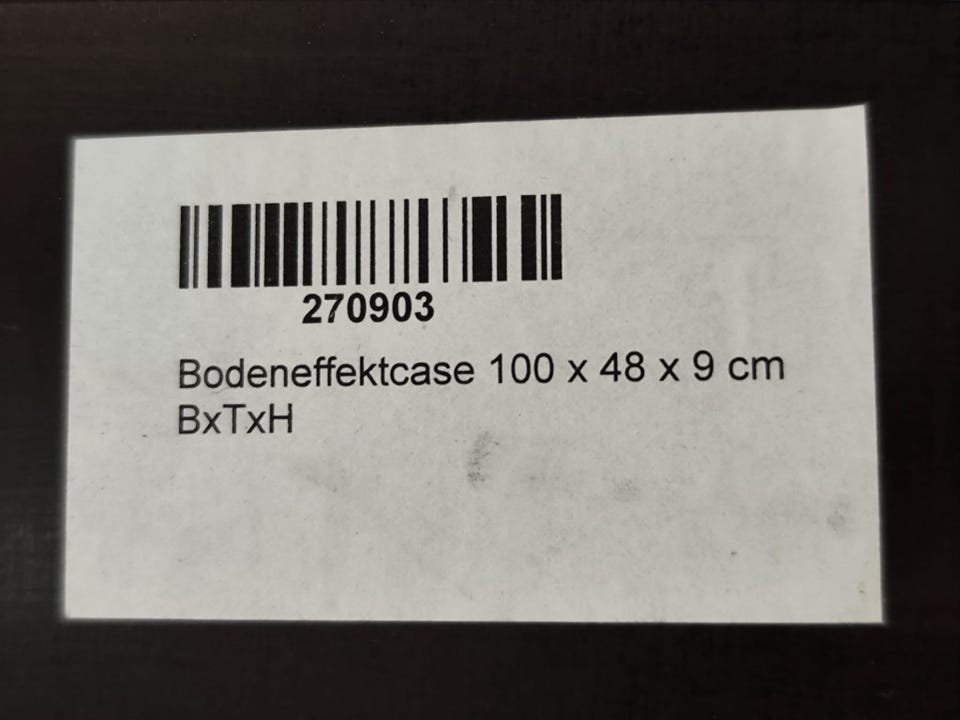 270903
Bodeneffektcase 100 x 48 x 9 cm
BxTxH